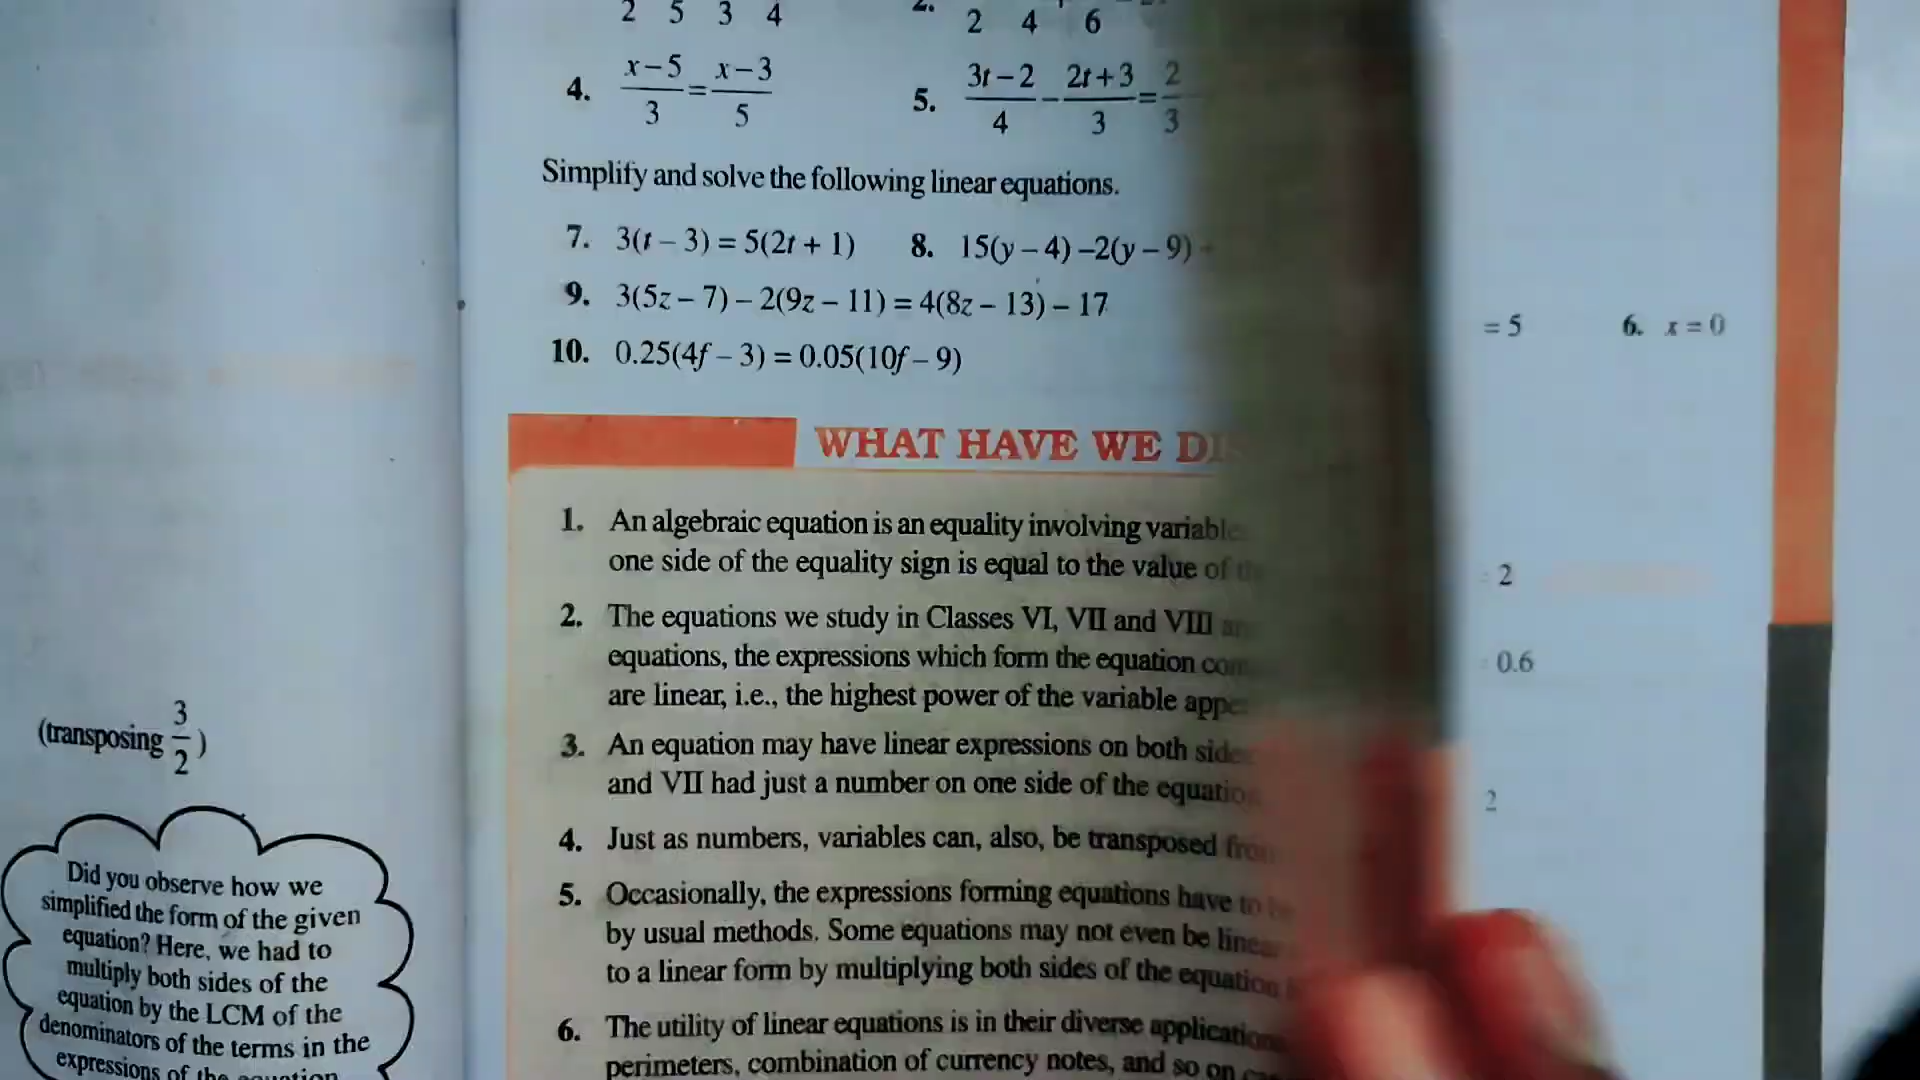 2 5 3 4
2. 2 4 6
4. x–5/3 = x–3/5 5. 3t–2/4 – 2t+3/3 = 2/3
Simplify and solve the following linear equations.
7. 3(t – 3) = 5(2t + 1) 8. 15(y – 4) –2(y – 9)
9. 3(5z – 7) – 2(9z – 11) = 4(8z – 13) – 17
10. 0.25(4f – 3) = 0.05(10f – 9)
WHAT HAVE WE
1. An algebraic equation is an equality involving
one side of the equality sign is equal to the value of
2. The equations we study in Classes VI, VII and VIII
equations, the expressions which form the equation
are linear, i.e., the highest power of the variable
3. An equation may have linear expressions on both
and VII had just a number on one side of the
4. Just as numbers, variables can, also, be transposed
5. Occasionally, the expressions forming equations have to
by usual methods. Some equations may not even be
to a linear form by multiplying both sides of the equation
6. The utility of linear equations is in their diverse
perimeters, combination of currency notes, and so on
(transposing 3/2)
Did you observe how we
simplified the form of the given
equation? Here, we had to
multiply both sides of the
equation by the LCM of the
denominators of the terms in the
expressions of the equation
= 5 6. x = 0
2
0.6
2